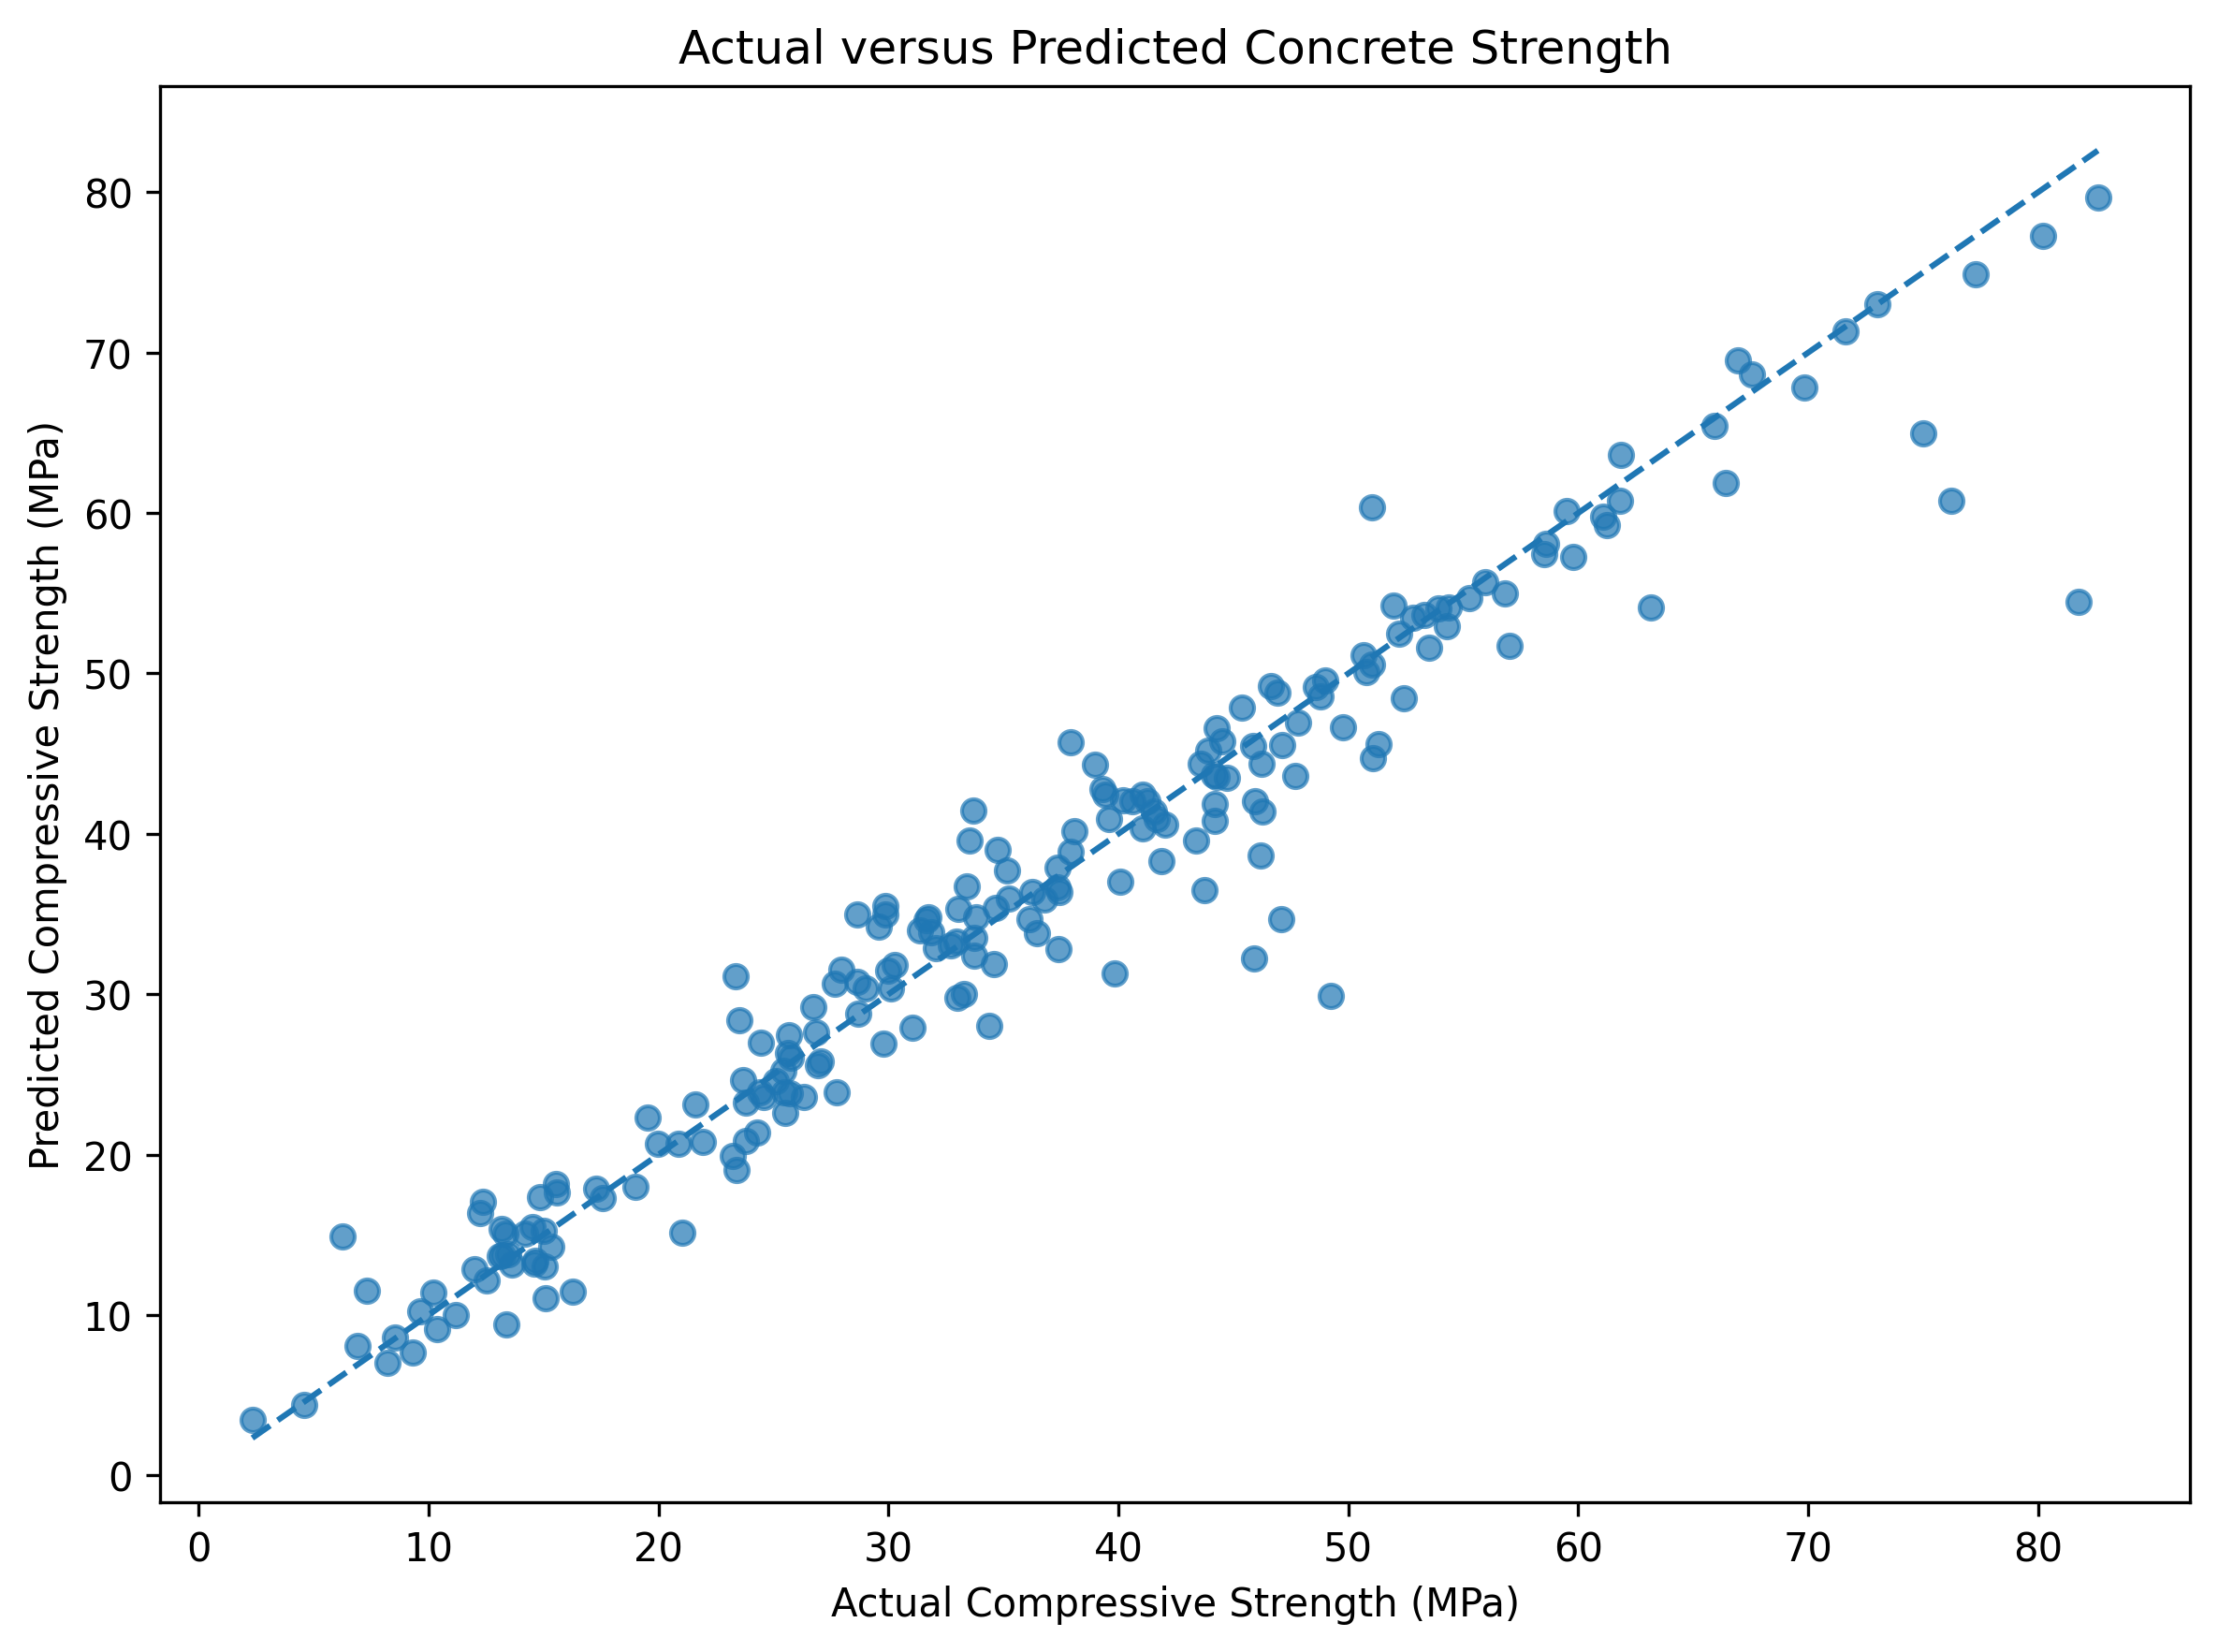 Actual versus Predicted Concrete Strength
Predicted Compressive Strength (MPa)
80
70
60
50
40
30
20
10
0
0 10 20 30 40 50 60 70 80
Actual Compressive Strength (MPa)